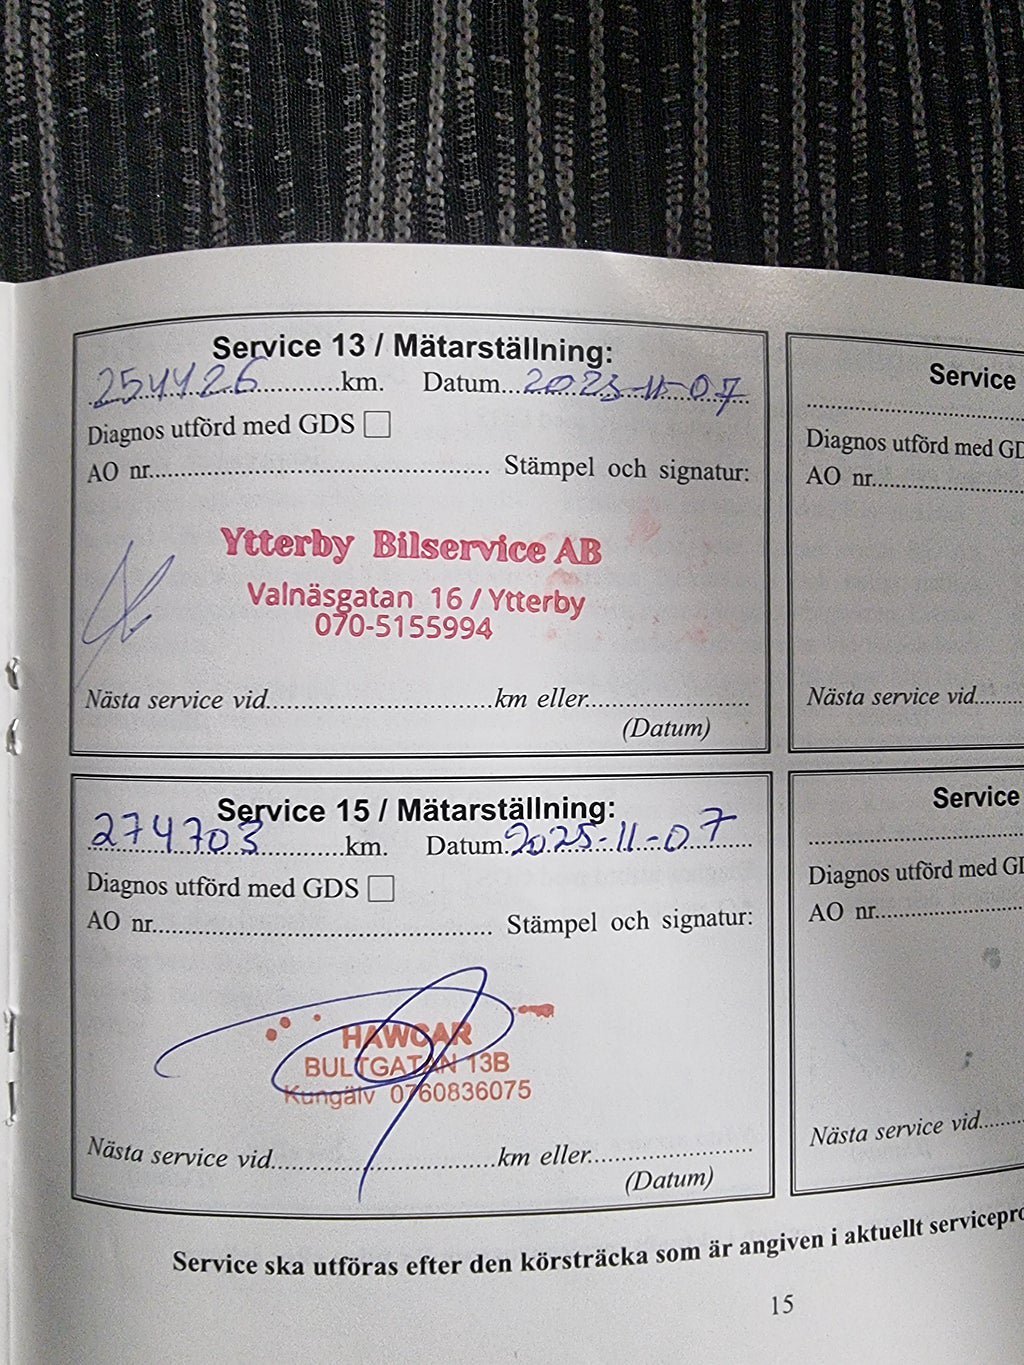 Service 13 / Mätarställning:
254426 km. Datum 2023-11-07
Diagnos utförd med GDS
AO nr. Stämpel och signatur:
Ytterby Bilservice AB
Valnäsgatan 16 / Ytterby
070-5155994
Nästa service vid km eller
(Datum)
Service 15 / Mätarställning:
274703 km. Datum 2025-11-07
Diagnos utförd med GDS
AO nr. Stämpel och signatur:
HAWCAR
BULTGATAN 13B
Kungälv 0760836075
Nästa service vid km eller
(Datum)
Service
Diagnos utförd med GD
AO nr.
Nästa service vid
Service
Diagnos utförd med GD
AO nr.
Nästa service vid
Service ska utföras efter den körsträcka som är angiven i aktuellt servicepro
15